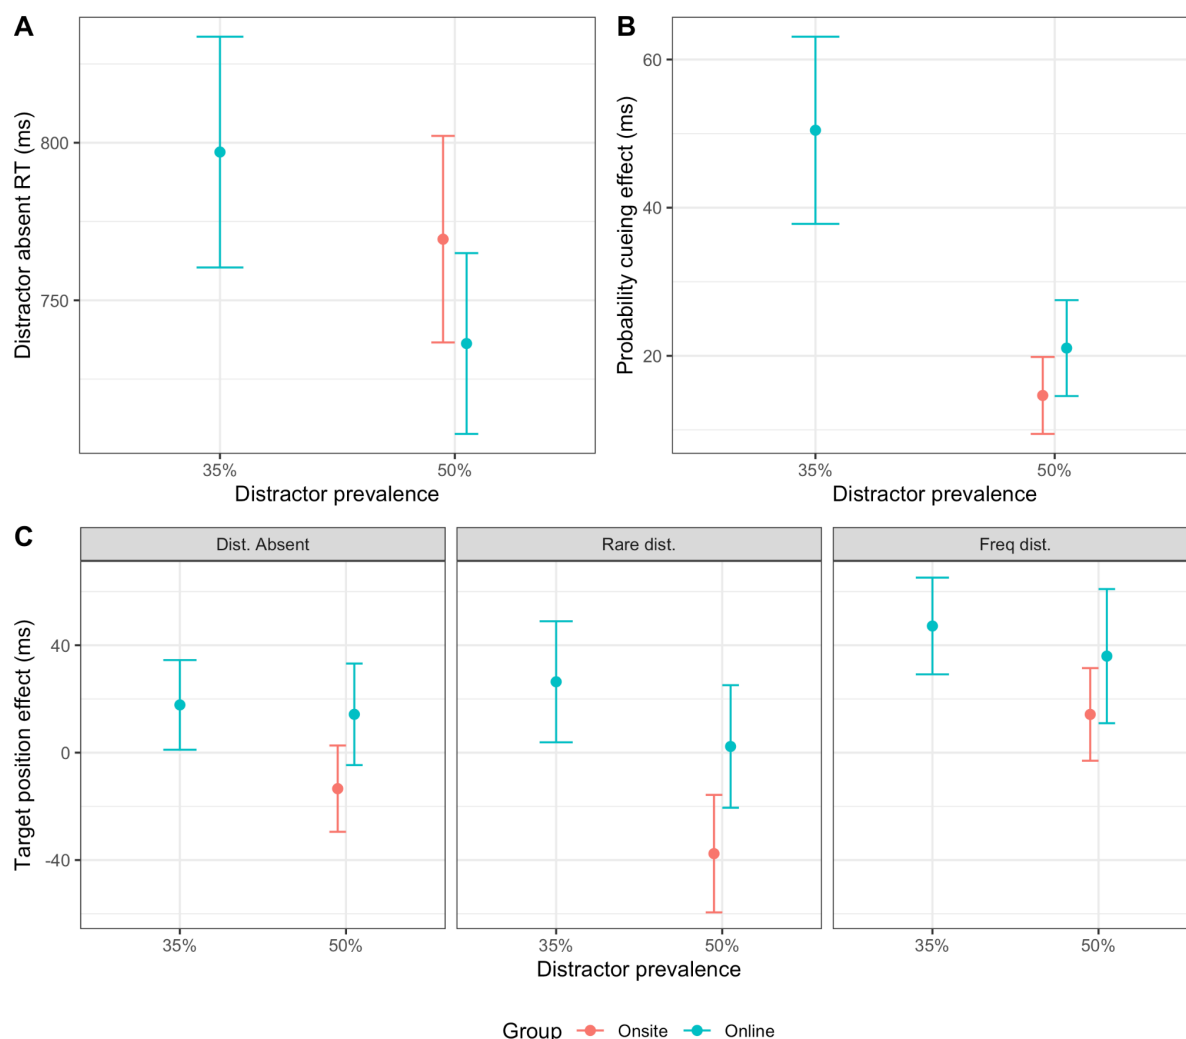 A
Distractor absent RT (ms)
800
750
35%
50%
Distractor prevalence
B
Probability cueing effect (ms)
60
40
20
35%
50%
Distractor prevalence
C
Dist. Absent
Rare dist.
Freq dist.
Target position effect (ms)
40
0
-40
35%
50%
35%
50%
35%
50%
Distractor prevalence
Group
Onsite
Online